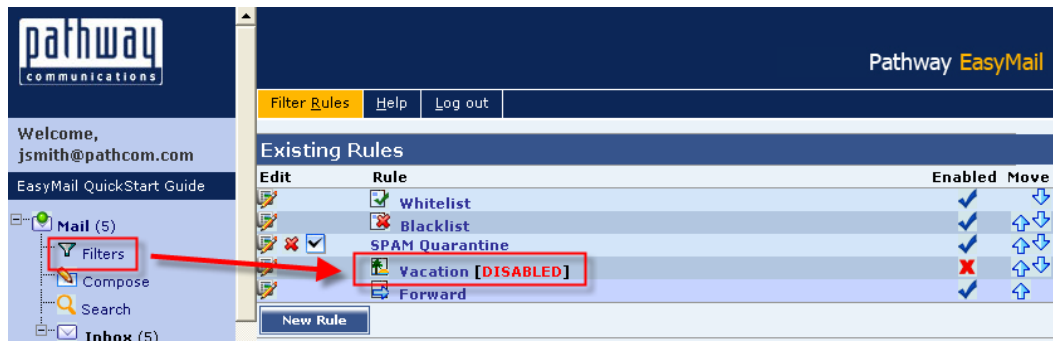 pathway
communications
Pathway EasyMail
Filter Rules Help Log out
Welcome,
jsmith@pathcom.com
EasyMail QuickStart Guide
Mail (5)
Filters
Compose
Search
Inbox (5)
Existing Rules
Edit Rule Enabled Move
Whitelist
Blacklist
SPAM Quarantine
Vacation [DISABLED]
Forward
New Rule